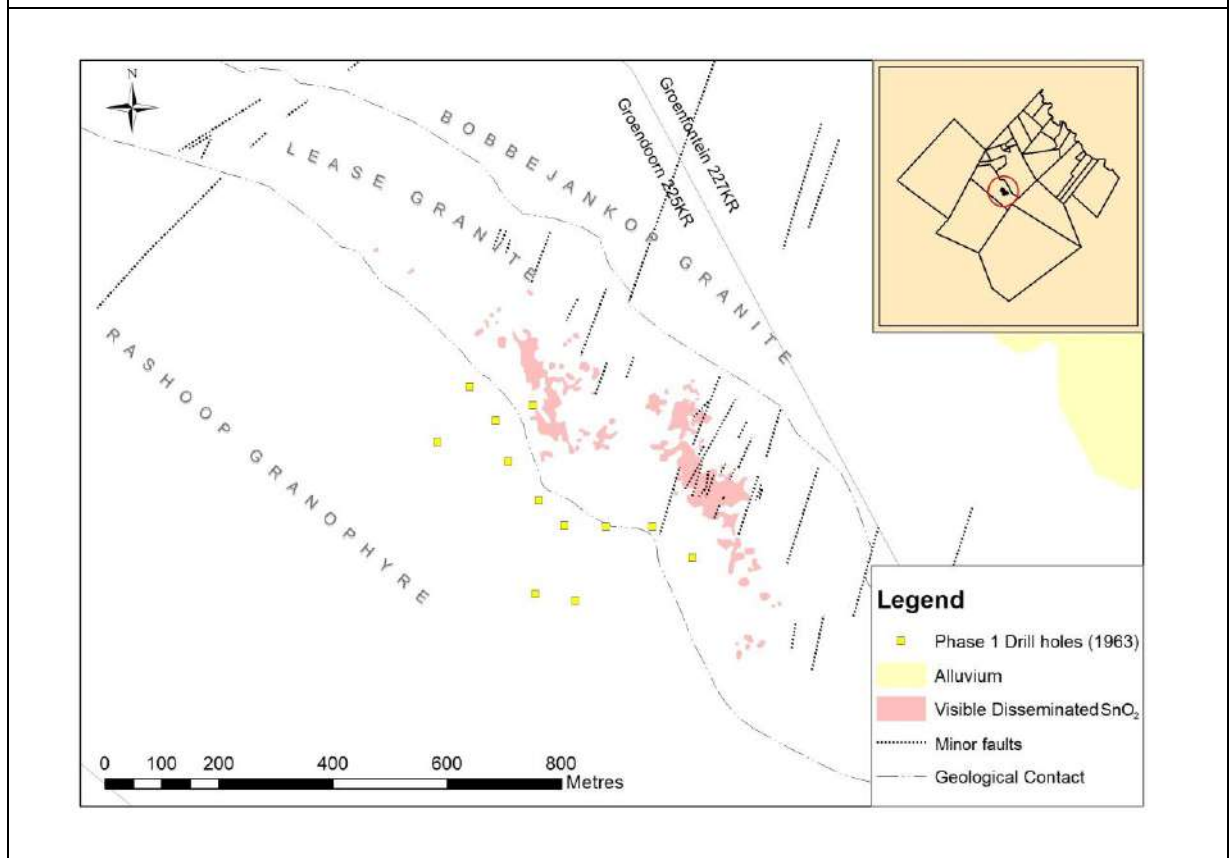 N
BOBBEJANKOP GRANITE
Groenfontein 227KR
Groendoorn 225KR
LEASE GRANITE
RASHOOP GRANOPHYRE
Legend
Phase 1 Drill holes (1963)
Alluvium
Visible Disseminated SnO₂
Minor faults
Geological Contact
0 100 200 400 600 800
Metres